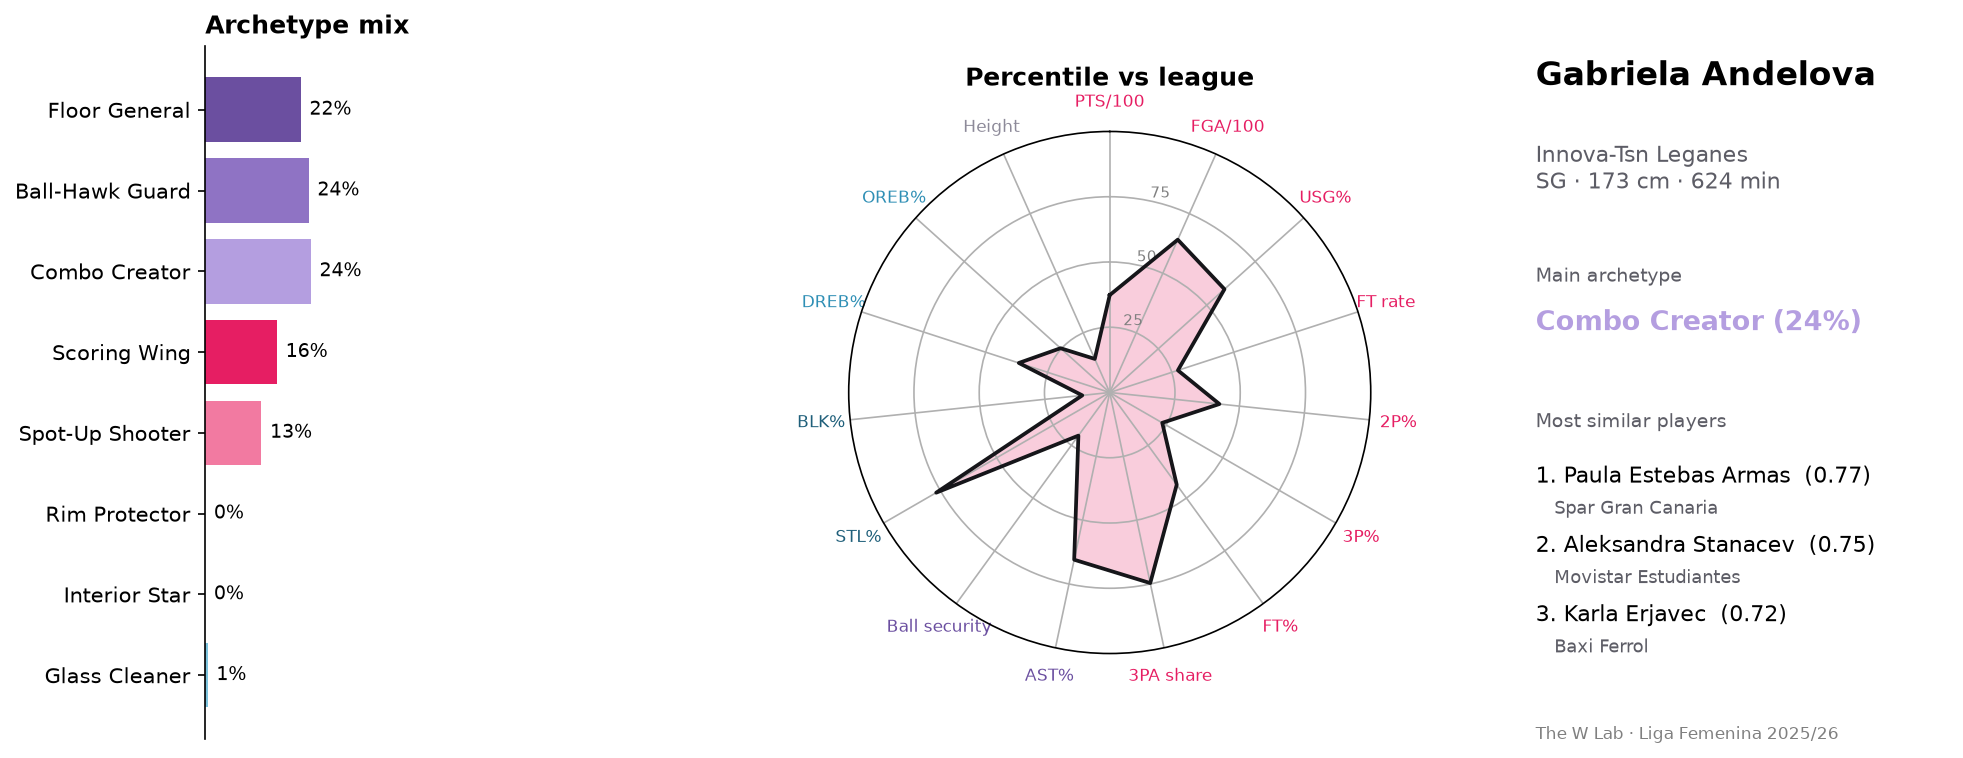 Archetype mix
Floor General
22%
Ball-Hawk Guard
24%
Combo Creator
24%
Scoring Wing
16%
Spot-Up Shooter
13%
Rim Protector
0%
Interior Star
0%
Glass Cleaner
1%
Percentile vs league
PTS/100
FGA/100
USG%
FT rate
2P%
3P%
FT%
3PA share
AST%
Ball security
STL%
BLK%
DREB%
OREB%
Height
75
50
25
Gabriela Andelova
Innova-Tsn Leganes
SG · 173 cm · 624 min
Main archetype
Combo Creator (24%)
Most similar players
1. Paula Estebas Armas (0.77)
Spar Gran Canaria
2. Aleksandra Stanacev (0.75)
Movistar Estudiantes
3. Karla Erjavec (0.72)
Baxi Ferrol
The W Lab · Liga Femenina 2025/26